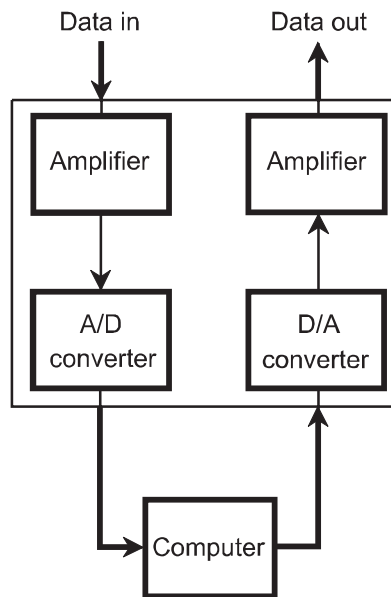 Data in
Data out
Amplifier
Amplifier
A/D
converter
D/A
converter
Computer